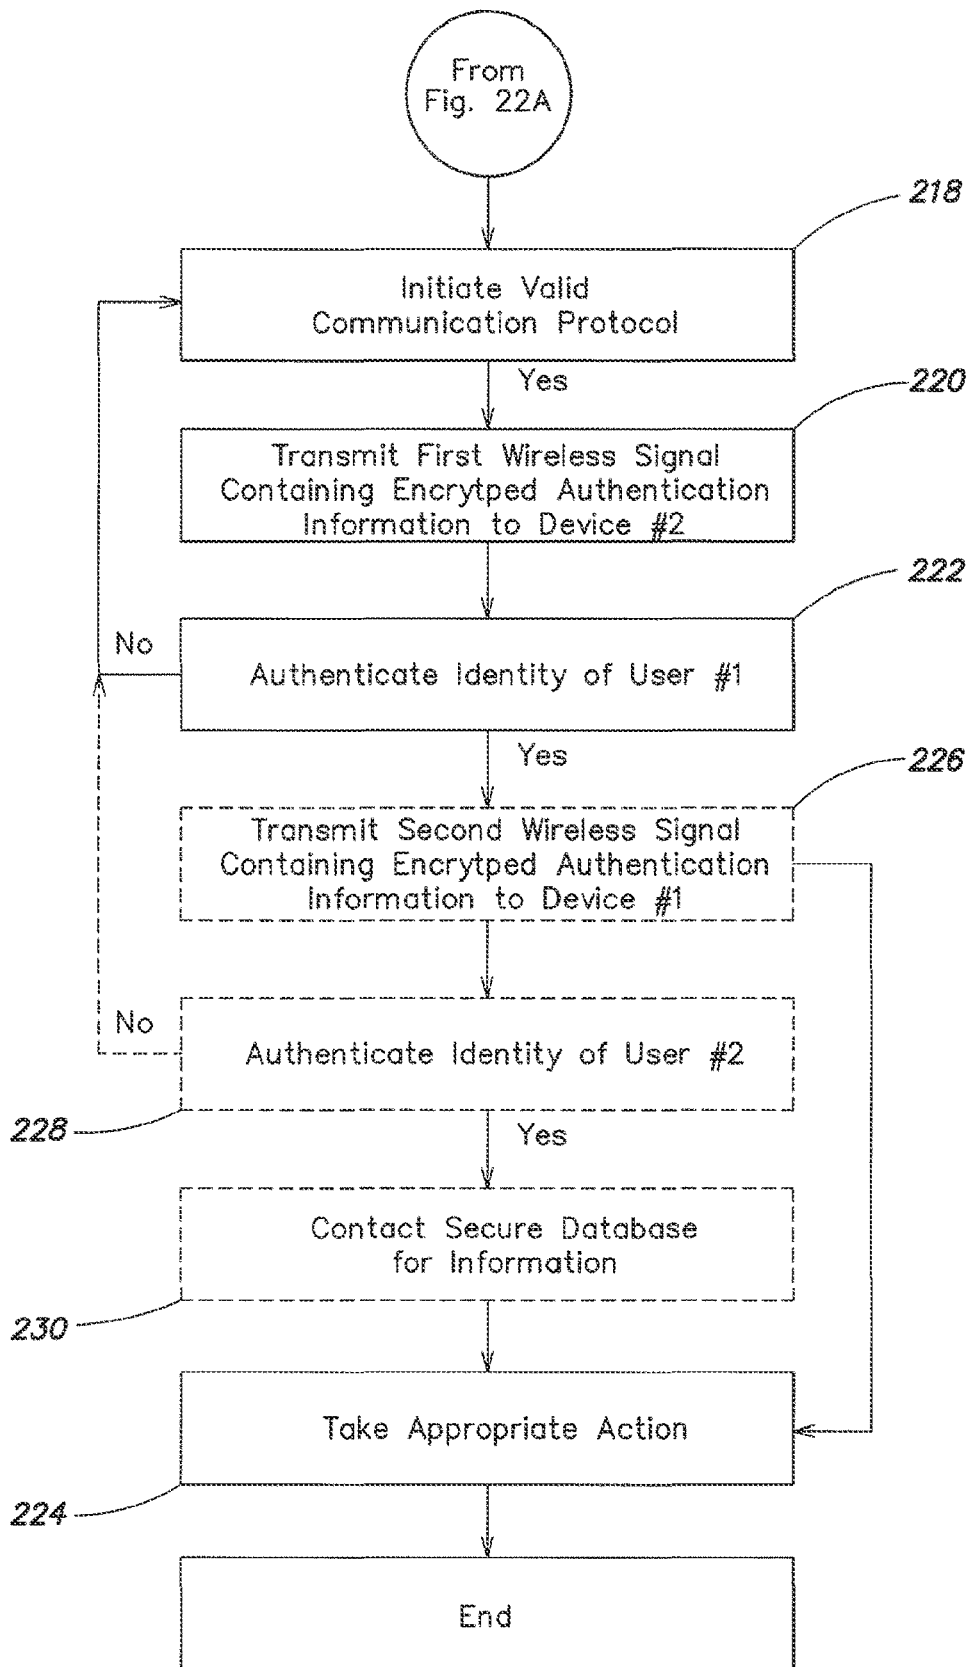 From
Fig. 22A
218
Initiate Valid
Communication Protocol
Yes
220
Transmit First Wireless Signal
Containing Encrytped Authentication
Information to Device #2
222
No
Authenticate Identity of User #1
Yes
226
Transmit Second Wireless Signal
Containing Encrytped Authentication
Information to Device #1
No
Authenticate Identity of User #2
228
Yes
Contact Secure Database
for Information
230
Take Appropriate Action
224
End